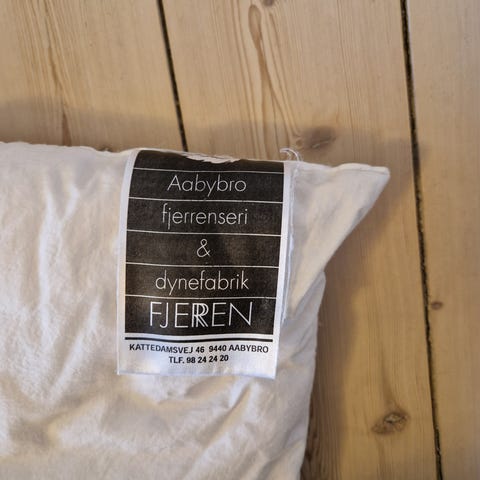 Aabybro
fjerrenseri
&
dynefabrik
FJERREN
KATTEDAMSVEJ 46 9440 AABYBRO
TLF. 98 24 24 20